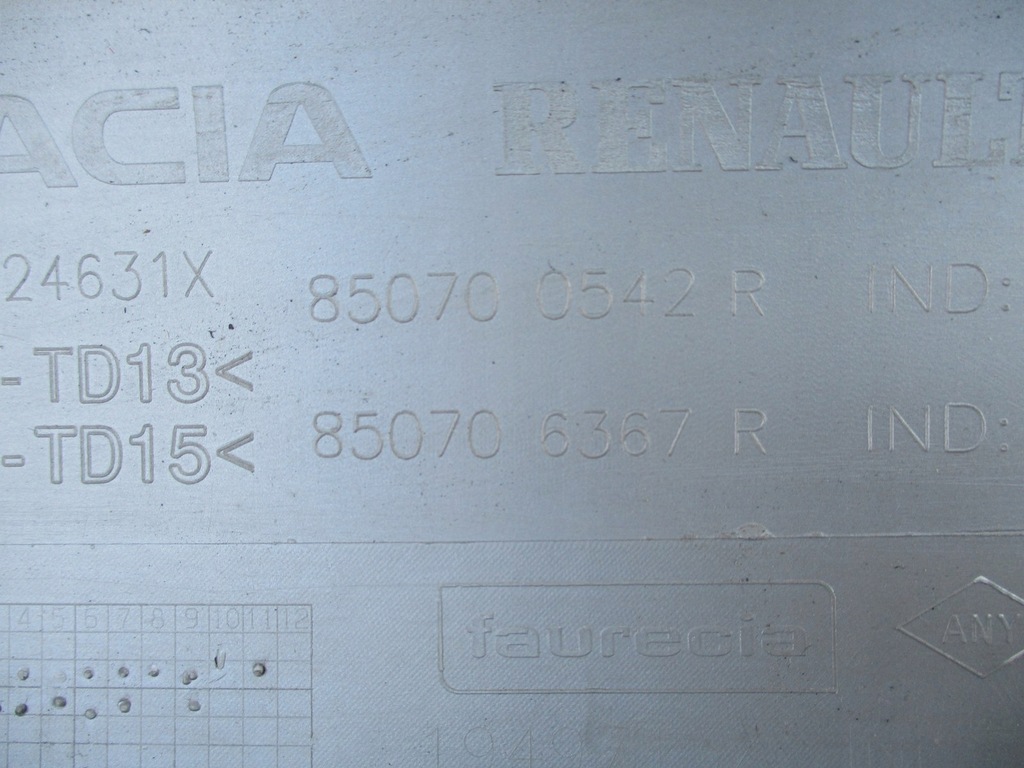 ACIA RENAULT
24631X 85070 0542 R IND:
-TD13<
-TD15< 85070 6367 R IND:
4 5 6 7 8 9 10 11 12
faurecia
ANY